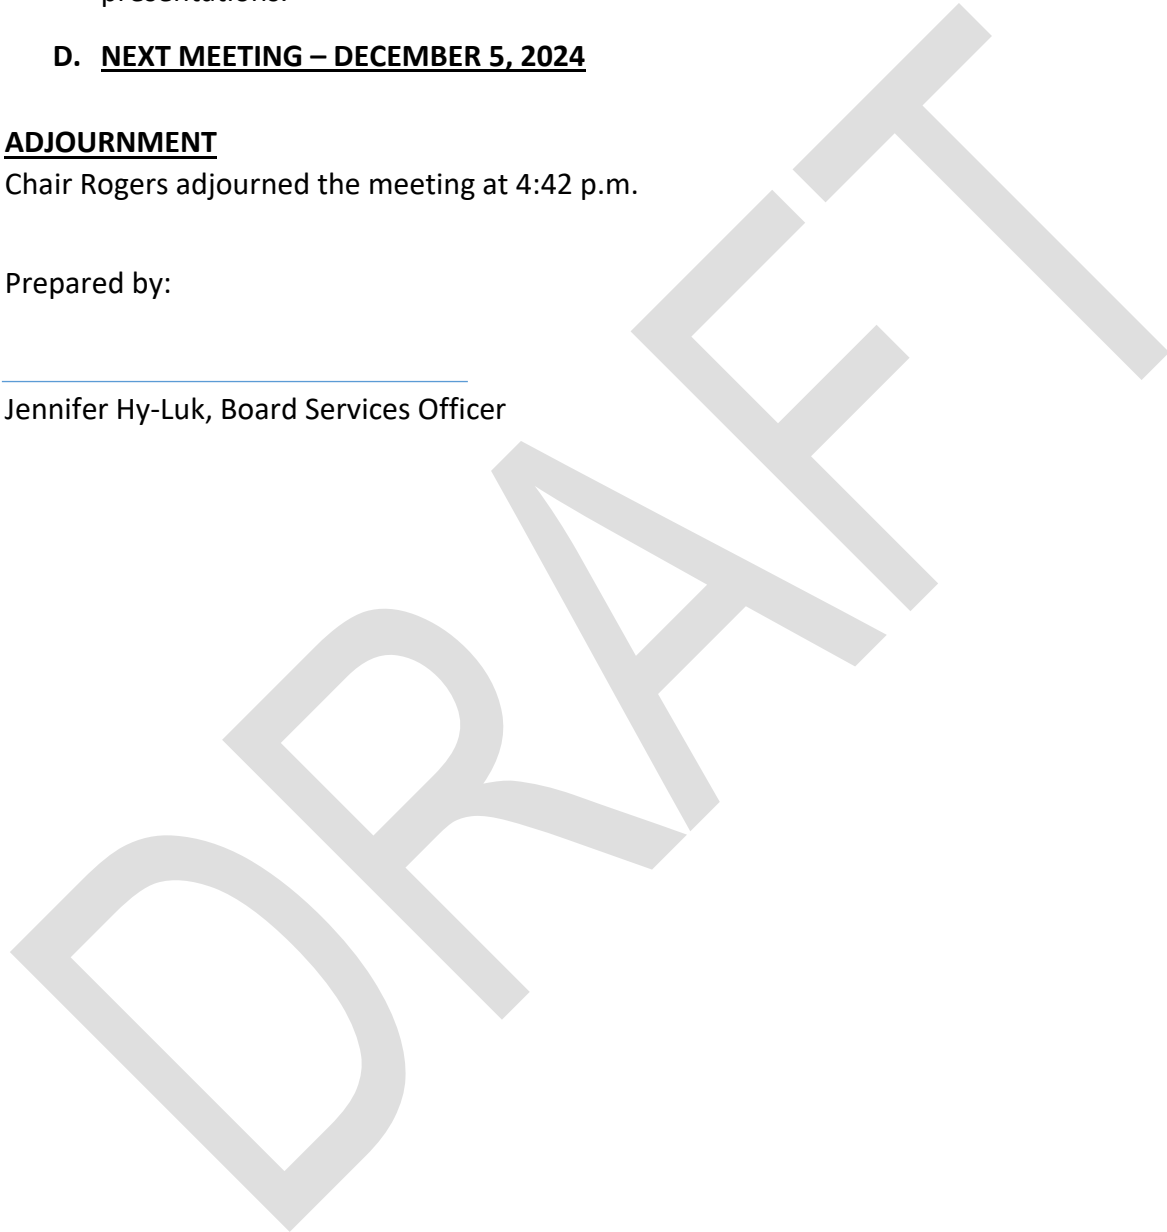 presentations.
D. NEXT MEETING – DECEMBER 5, 2024
ADJOURNMENT
Chair Rogers adjourned the meeting at 4:42 p.m.
Prepared by:
Jennifer Hy-Luk, Board Services Officer
DRAFT